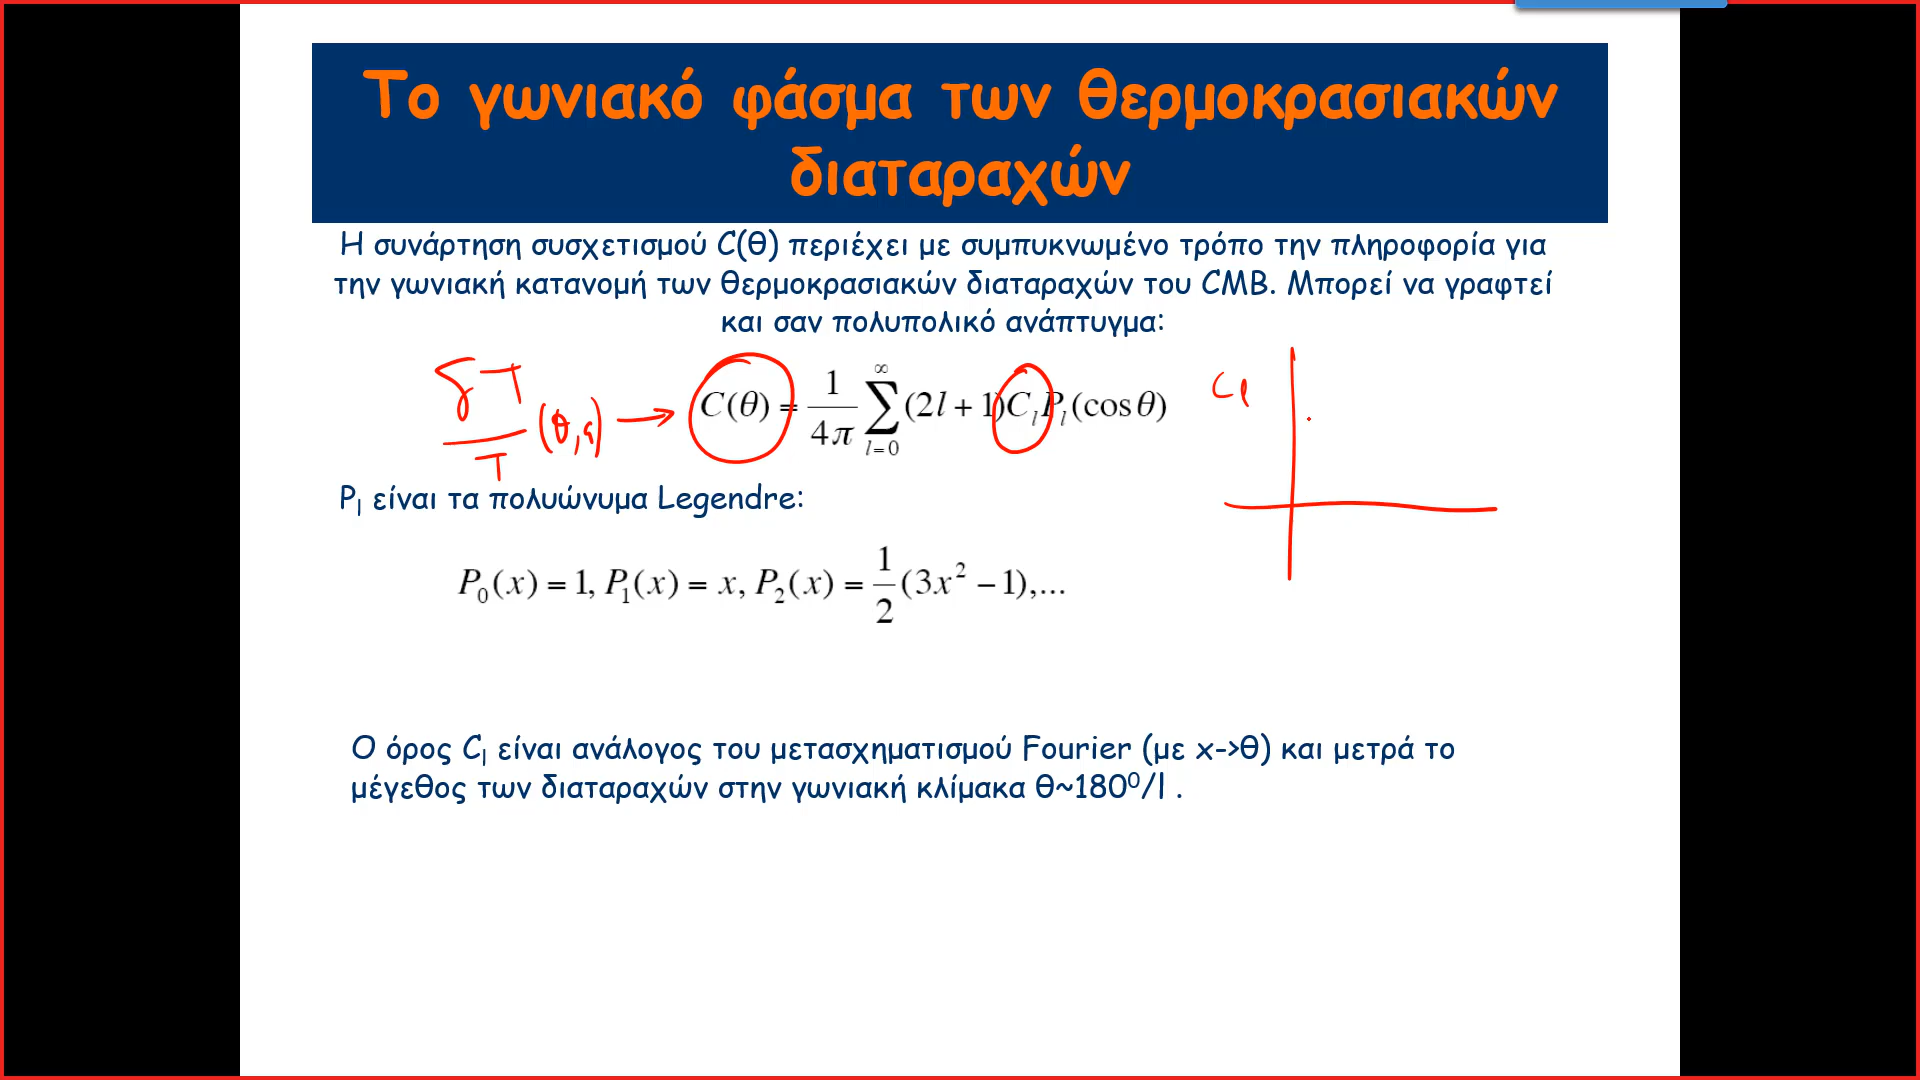 Το γωνιακό φάσμα των θερμοκρασιακών
διαταραχών
Η συνάρτηση συσχετισμού C(θ) περιέχει με συμπυκνωμένο τρόπο την πληροφορία για
την γωνιακή κατανομή των θερμοκρασιακών διαταραχών του CMB. Μπορεί να γραφτεί
και σαν πολυπολικό ανάπτυγμα:
δT/T (θ,φ) → C(θ) = 1/4π ∑_{l=0}^{∞} (2l+1)C_l P_l(cosθ) C_l
P_l είναι τα πολυώνυμα Legendre:
P_0(x) = 1, P_1(x) = x, P_2(x) = 1/2 (3x² − 1),...
Ο όρος C_l είναι ανάλογος του μετασχηματισμού Fourier (με x->θ) και μετρά το
μέγεθος των διαταραχών στην γωνιακή κλίμακα θ~180⁰/l .